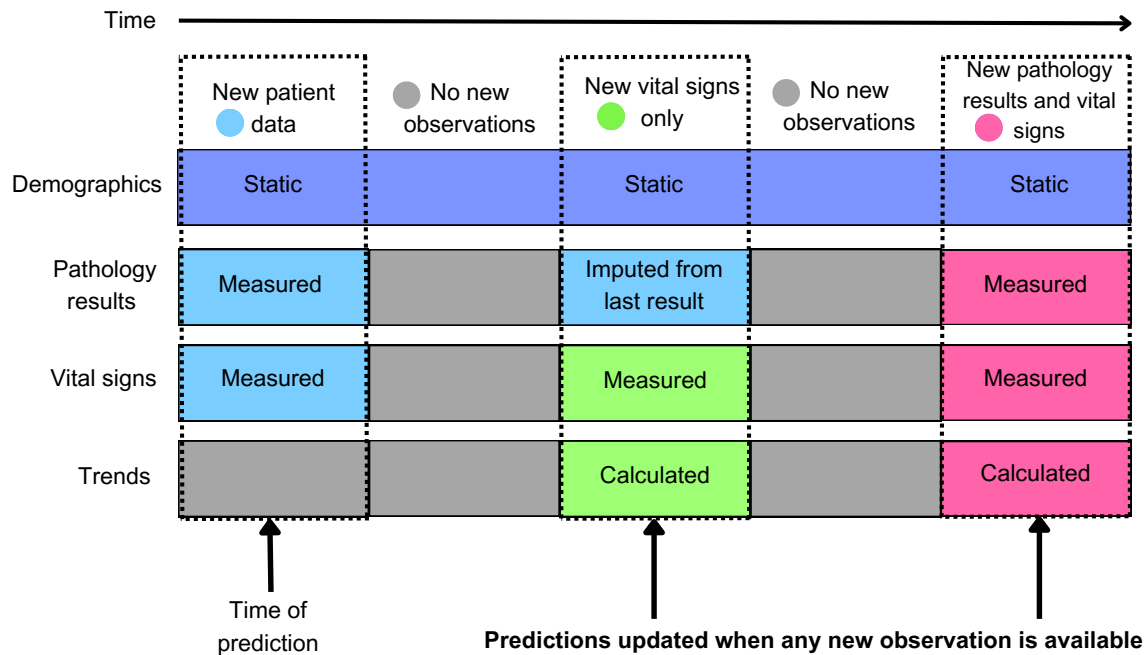 Time
New patient
data
No new
observations
New vital signs
only
No new
observations
New pathology
results and vital
signs
Demographics
Static
Static
Static
Pathology
results
Measured
Imputed from
last result
Measured
Vital signs
Measured
Measured
Measured
Trends
Calculated
Calculated
Time of
prediction
Predictions updated when any new observation is available